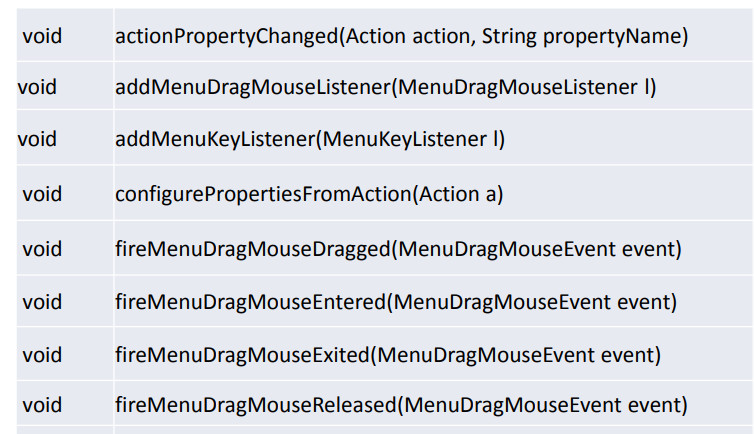 void actionPropertyChanged(Action action, String propertyName)
void addMenuDragMouseListener(MenuDragMouseListener l)
void addMenuKeyListener(MenuKeyListener l)
void configurePropertiesFromAction(Action a)
void fireMenuDragMouseDragged(MenuDragMouseEvent event)
void fireMenuDragMouseEntered(MenuDragMouseEvent event)
void fireMenuDragMouseExited(MenuDragMouseEvent event)
void fireMenuDragMouseReleased(MenuDragMouseEvent event)